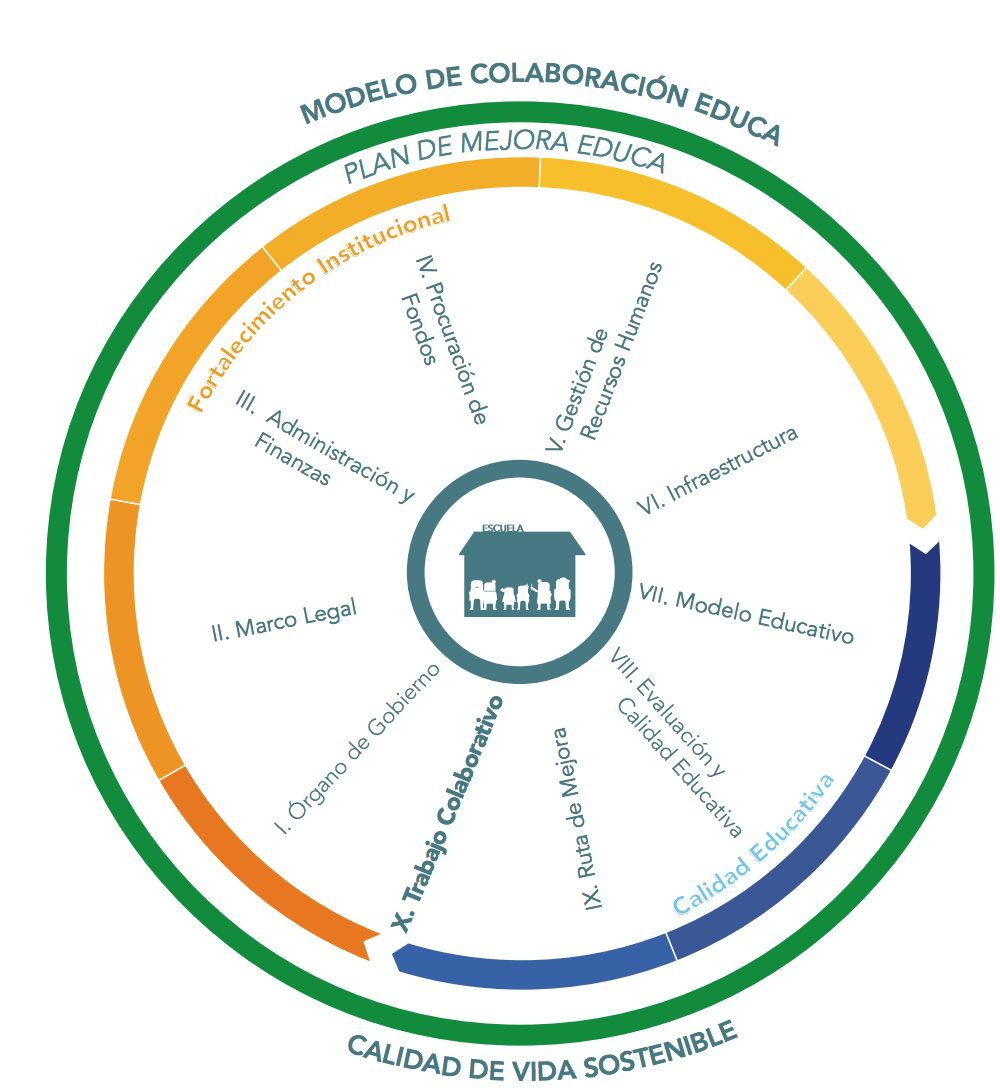 MODELO DE COLABORACIÓN EDUCA
PLAN DE MEJORA EDUCA
Fortalecimiento Institucional
IV. Procuración de
Fondos
V. Gestión de
Recursos Humanos
III. Administración y
Finanzas
VI. Infraestructura
ESCUELA
II. Marco Legal
VII. Modelo Educativo
I. Órgano de Gobierno
VIII. Evaluación y
Calidad Educativa
X. Trabajo Colaborativo
IX. Ruta de Mejora
Calidad Educativa
CALIDAD DE VIDA SOSTENIBLE